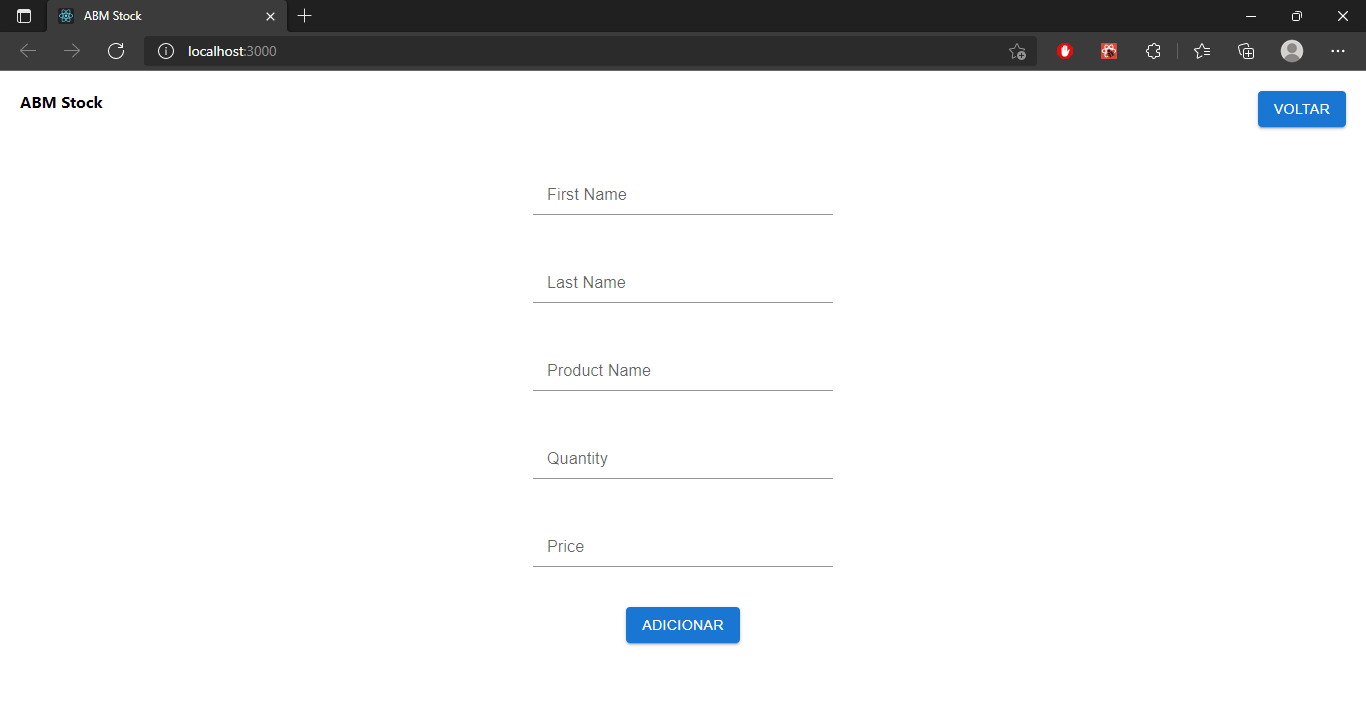 ABM Stock
localhost:3000
ABM Stock
VOLTAR
First Name
Last Name
Product Name
Quantity
Price
ADICIONAR